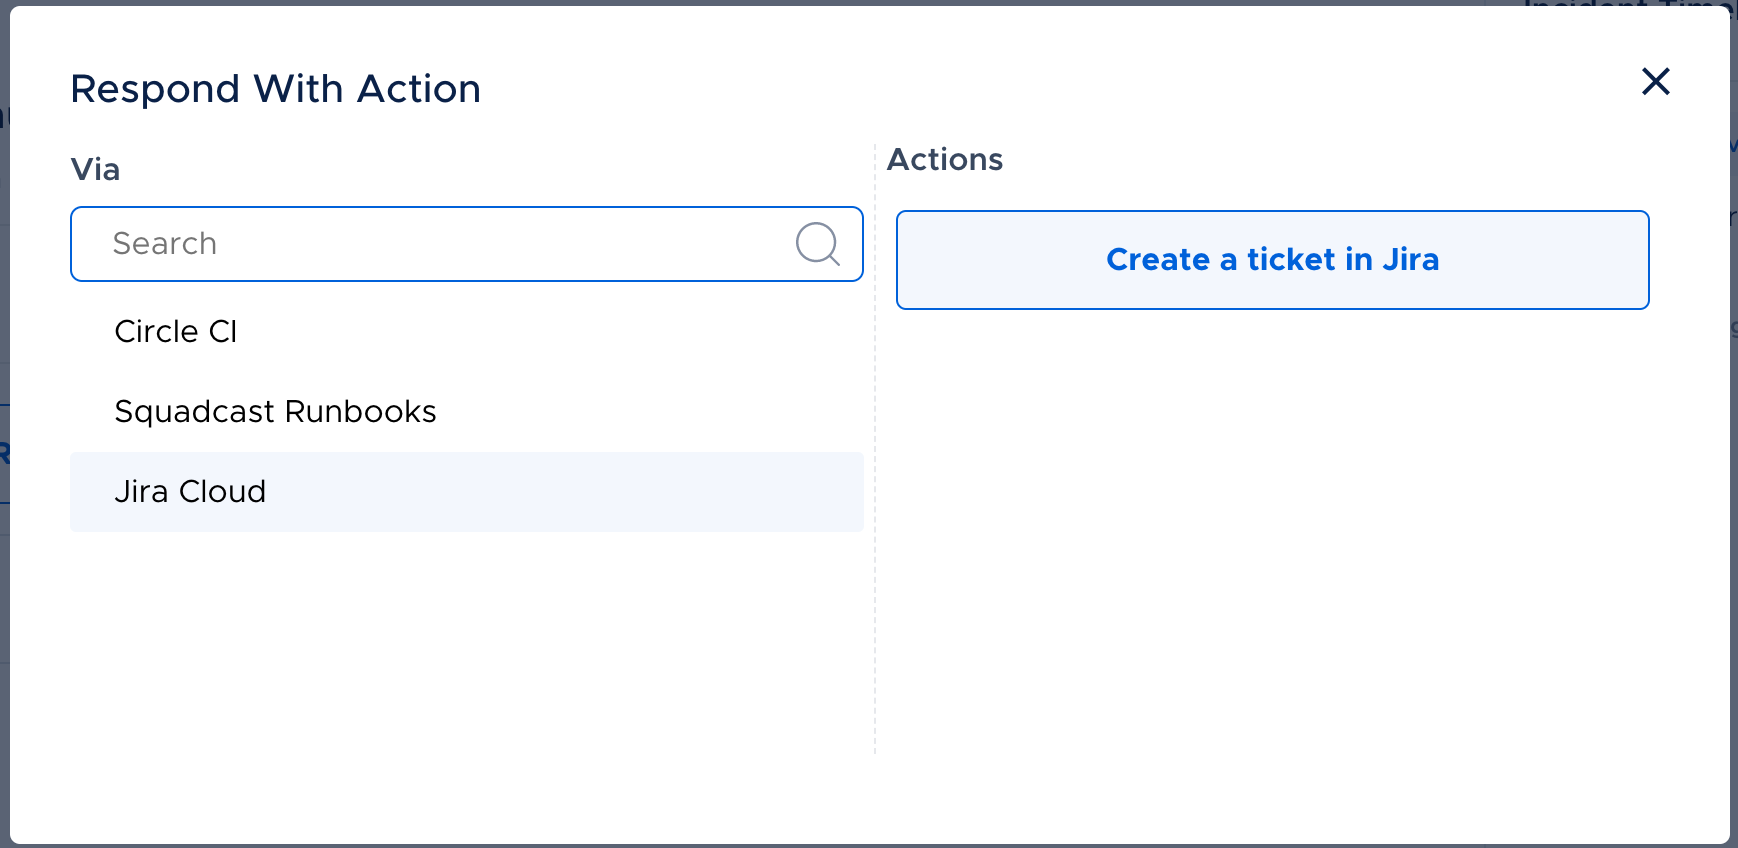 Respond With Action
Via
Search
Circle CI
Squadcast Runbooks
Jira Cloud
Actions
Create a ticket in Jira